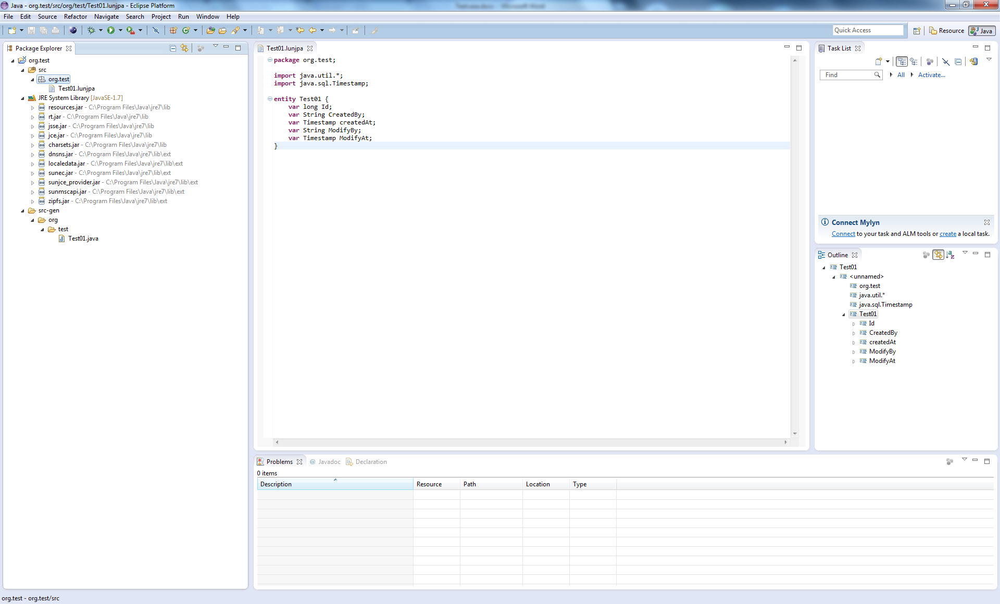 Java - org.test/src/org/test/Test01.lunjpa - Eclipse Platform
File Edit Source Refactor Navigate Search Project Run Window Help
Quick Access
Resource
Java
Package Explorer
org.test
src
org.test
Test01.lunjpa
JRE System Library [JavaSE-1.7]
resources.jar - C:\Program Files\Java\jre7\lib
rt.jar - C:\Program Files\Java\jre7\lib
jsse.jar - C:\Program Files\Java\jre7\lib
jce.jar - C:\Program Files\Java\jre7\lib
charsets.jar - C:\Program Files\Java\jre7\lib
dnsns.jar - C:\Program Files\Java\jre7\lib\ext
localedata.jar - C:\Program Files\Java\jre7\lib\ext
sunec.jar - C:\Program Files\Java\jre7\lib\ext
sunjce_provider.jar - C:\Program Files\Java\jre7\lib\ext
sunmscapi.jar - C:\Program Files\Java\jre7\lib\ext
zipfs.jar - C:\Program Files\Java\jre7\lib\ext
src-gen
org
test
Test01.java
Test01.lunjpa
package org.test;
import java.util.*;
import java.sql.Timestamp;
entity Test01 {
var long Id;
var String CreatedBy;
var Timestamp createdAt;
var String ModifyBy;
var Timestamp ModifyAt;
}
Task List
Find
All
Activate...
Connect Mylyn
Connect to your task and ALM tools or create a local task.
Outline
Test01
<unnamed>
org.test
java.util.*
java.sql.Timestamp
Test01
Id
CreatedBy
createdAt
ModifyBy
ModifyAt
Problems
@ Javadoc
Declaration
0 items
Description Resource Path Location Type
org.test - org.test/src